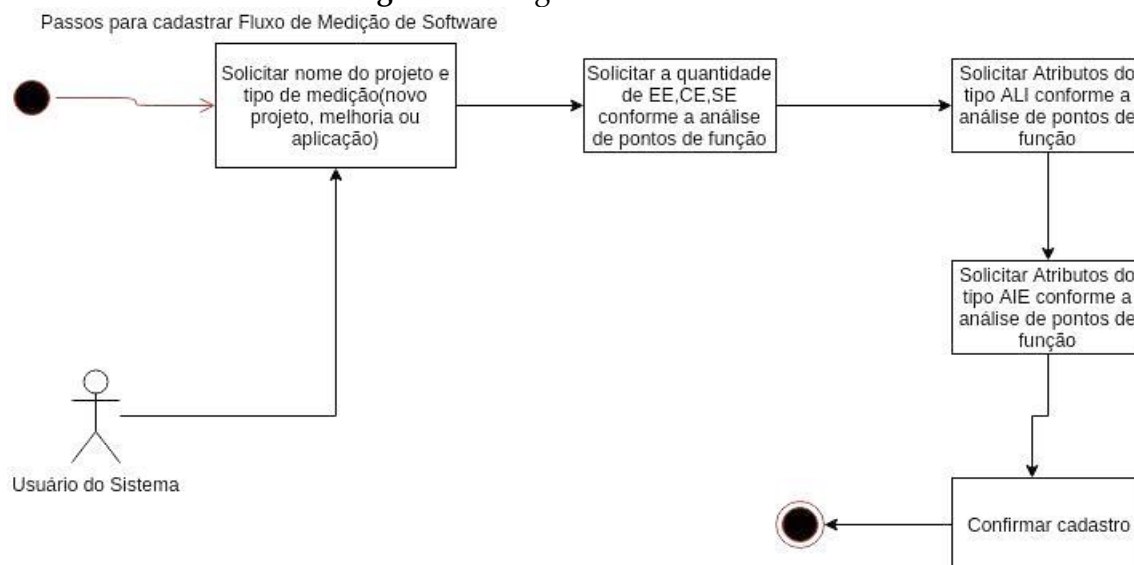 Passos para cadastrar Fluxo de Medição de Software
Solicitar nome do projeto e
tipo de medição(novo
projeto, melhoria ou
aplicação)
Solicitar a quantidade
de EE,CE,SE
conforme a análise
de pontos de função
Solicitar Atributos do
tipo ALI conforme a
análise de pontos de
função
Solicitar Atributos do
tipo AIE conforme a
análise de pontos de
função
Usuário do Sistema
Confirmar cadastro